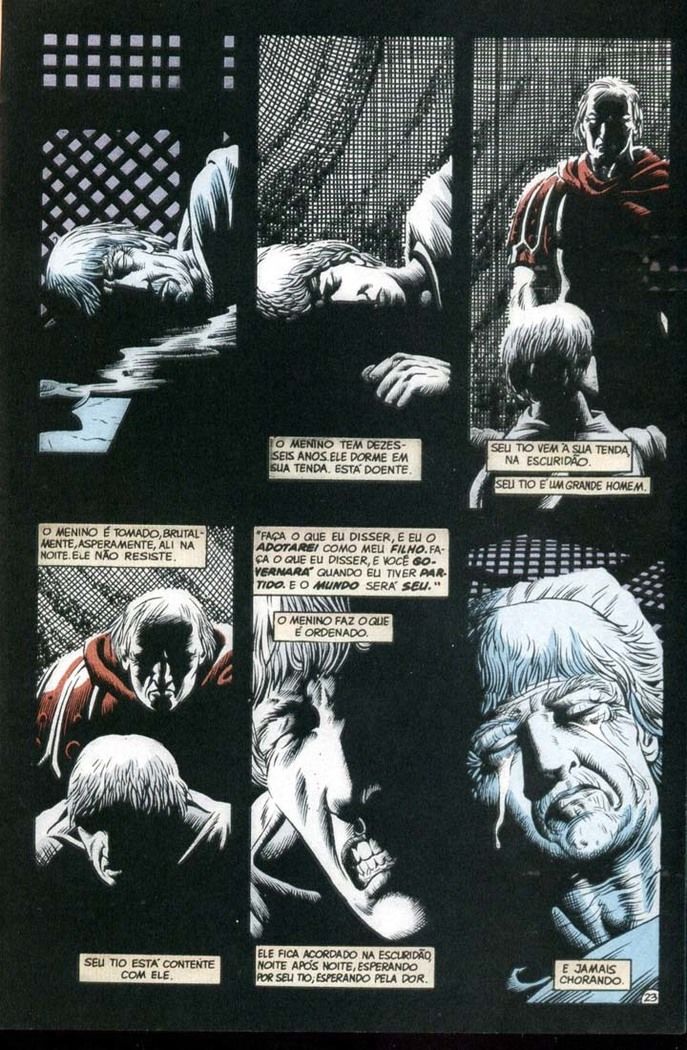 O MENINO TEM DEZES-
SEIS ANOS. ELE DORME EM
SUA TENDA. ESTÁ DOENTE.
SEU TIO VEM À SUA TENDA,
NA ESCURIDÃO.
SEU TIO É UM GRANDE HOMEM.
O MENINO É TOMADO, BRUTAL-
MENTE, ASPERAMENTE, ALI NA
NOITE. ELE NÃO RESISTE.
SEU TIO ESTÁ CONTENTE
COM ELE.
"FAÇA O QUE EU DISSER, E EU O
ADOTAREI COMO MEU FILHO. FA-
ÇA O QUE EU DISSER, E VOCÊ GO-
VERNARÁ QUANDO EU TIVER PAR-
TIDO. E O MUNDO SERÁ SEU."
O MENINO FAZ O QUE
É ORDENADO.
ELE FICA ACORDADO NA ESCURIDÃO,
NOITE APÓS NOITE, ESPERANDO
POR SEU TIO, ESPERANDO PELA DOR.
E JAMAIS
CHORANDO.
23